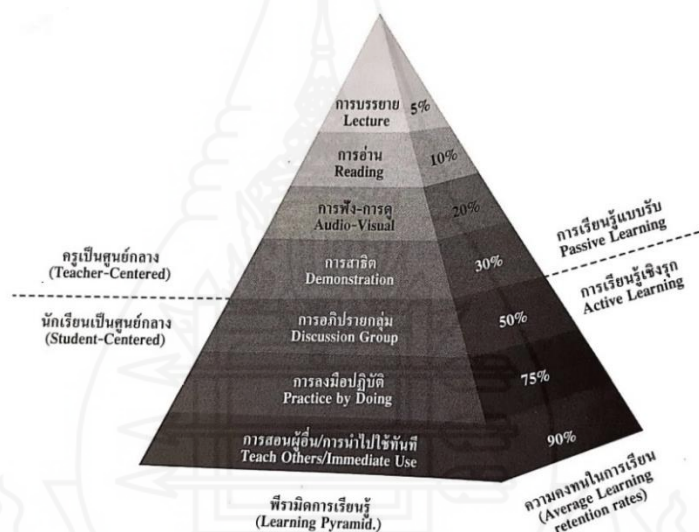 การบรรยาย 5%
Lecture
การอ่าน 10%
Reading
การฟัง-การดู 20%
Audio-Visual
การสาธิต 30%
Demonstration
การอภิปรายกลุ่ม 50%
Discussion Group
การลงมือปฏิบัติ 75%
Practice by Doing
การสอนผู้อื่น/การนำไปใช้ทันที 90%
Teach Others/Immediate Use
ครูเป็นศูนย์กลาง
(Teacher-Centered)
นักเรียนเป็นศูนย์กลาง
(Student-Centered)
การเรียนรู้แบบรับ
Passive Learning
การเรียนรู้เชิงรุก
Active Learning
พีรามิดการเรียนรู้
(Learning Pyramid.)
ความคงทนในการเรียน
(Average Learning
retention rates)